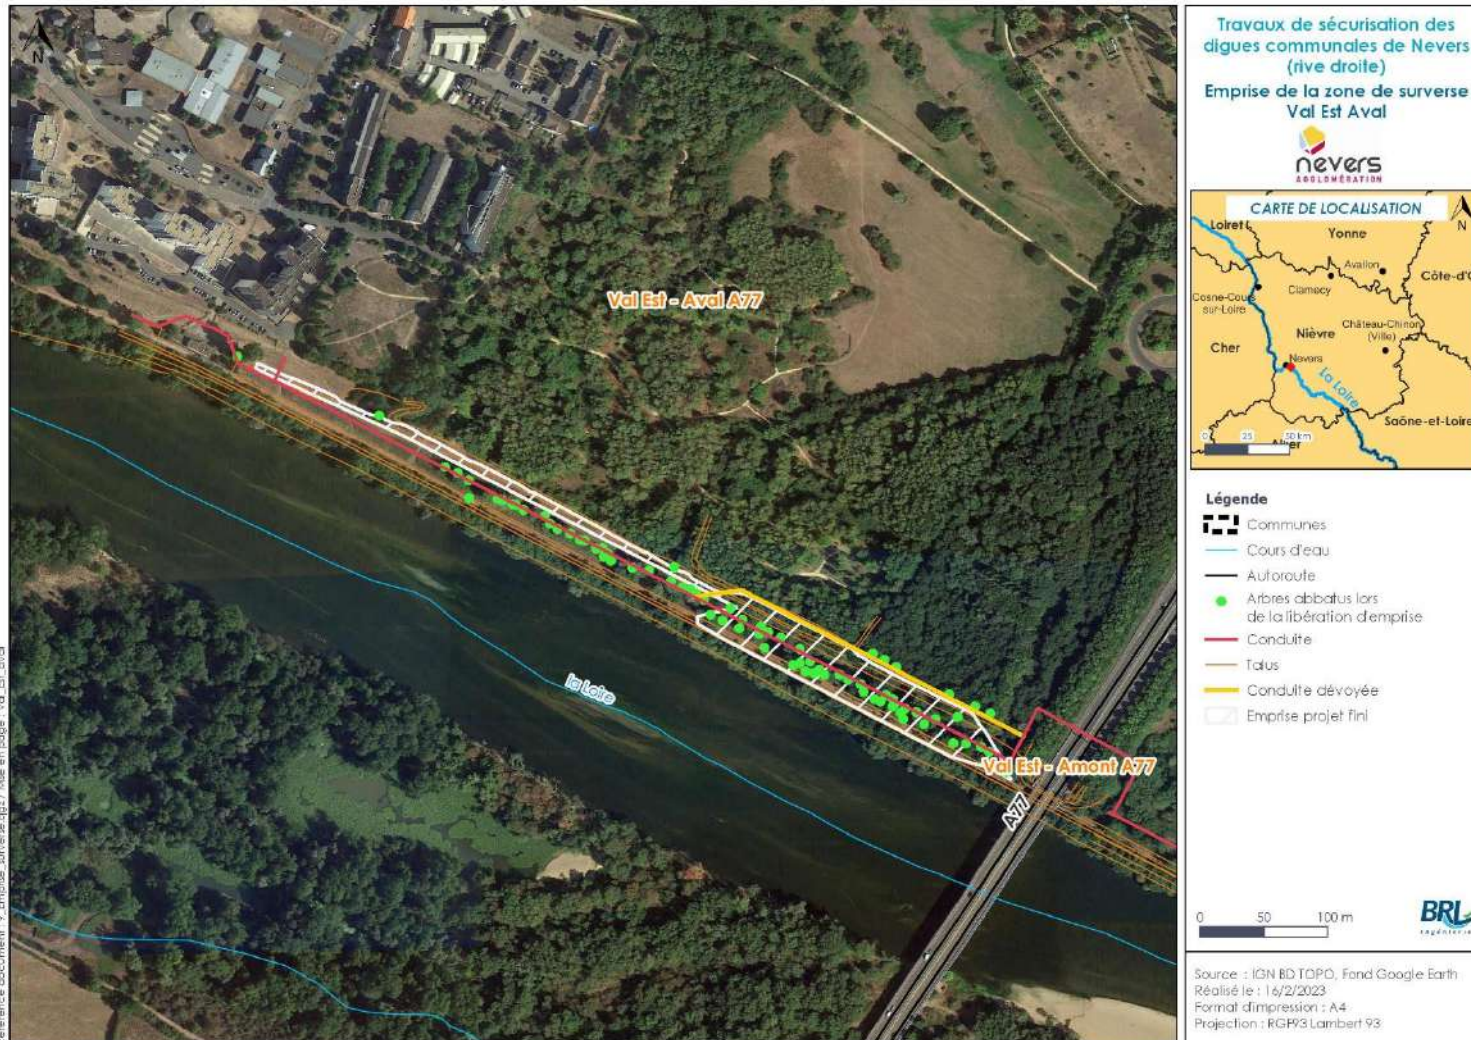 N
Val Est - Aval A77
la Loire
Val Est - Amont A77
A77
Travaux de sécurisation des
digues communales de Nevers
(rive droite)
Emprise de la zone de surverse
Val Est Aval
nevers
AGGLOMÉRATION
CARTE DE LOCALISATION
N
Loiret
Yonne
Avallon
Côte-d'O
Clamecy
Cosne-Cours
sur-Loire
Château-Chinon
(Ville)
Nièvre
Cher
Nevers
La Loire
Saône-et-Loire
0 25 50 km
Allier
Légende
Communes
Cours d'eau
Autoroute
Arbres abbatus lors
de la libération d'emprise
Conduite
Talus
Conduite dévoyée
Emprise projet fini
0 50 100 m
BRL
Ingénierie
Source : IGN BD TOPO, Fond Google Earth
Réalisé le : 16/2/2023
Format d'impression : A4
Projection : RGF93 Lambert 93